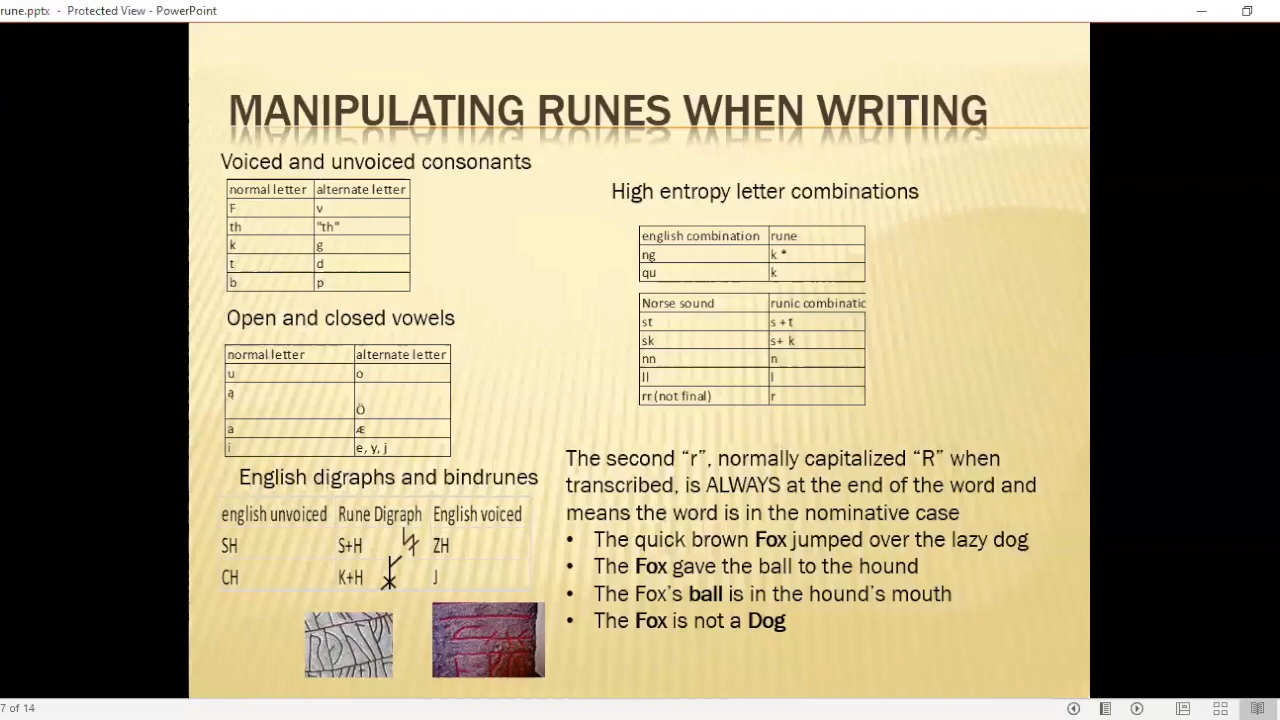 rune.pptx - Protected View - PowerPoint
MANIPULATING RUNES WHEN WRITING
Voiced and unvoiced consonants
normal letter alternate letter
F v
th "th"
k g
t d
b p
Open and closed vowels
normal letter alternate letter
u o
ą
Ö
a æ
i e, y, j
English digraphs and bindrunes
english unvoiced Rune Digraph English voiced
SH S+H ZH
CH K+H J
High entropy letter combinations
english combination rune
ng k *
qu k
Norse sound runic combinatic
st s + t
sk s+ k
nn n
ll l
rr (not final) r
The second “r”, normally capitalized “R” when
transcribed, is ALWAYS at the end of the word and
means the word is in the nominative case
• The quick brown Fox jumped over the lazy dog
• The Fox gave the ball to the hound
• The Fox’s ball is in the hound’s mouth
• The Fox is not a Dog
7 of 14